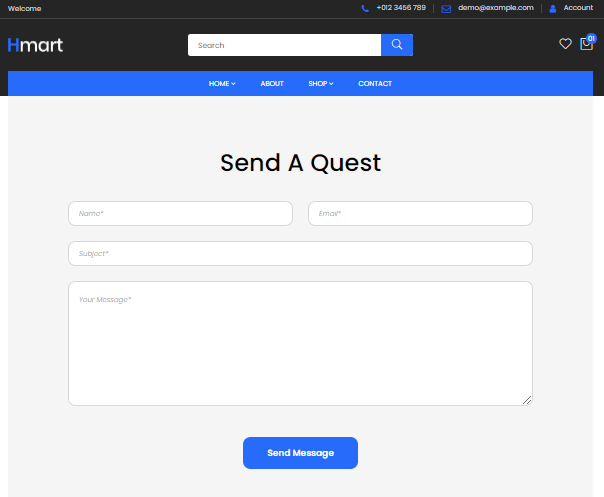 Welcome +012 3456 789 demo@example.com Account
Hmart Search 01
HOME ABOUT SHOP CONTACT
Send A Quest
Name* Email*
Subject*
Your Message*
Send Message